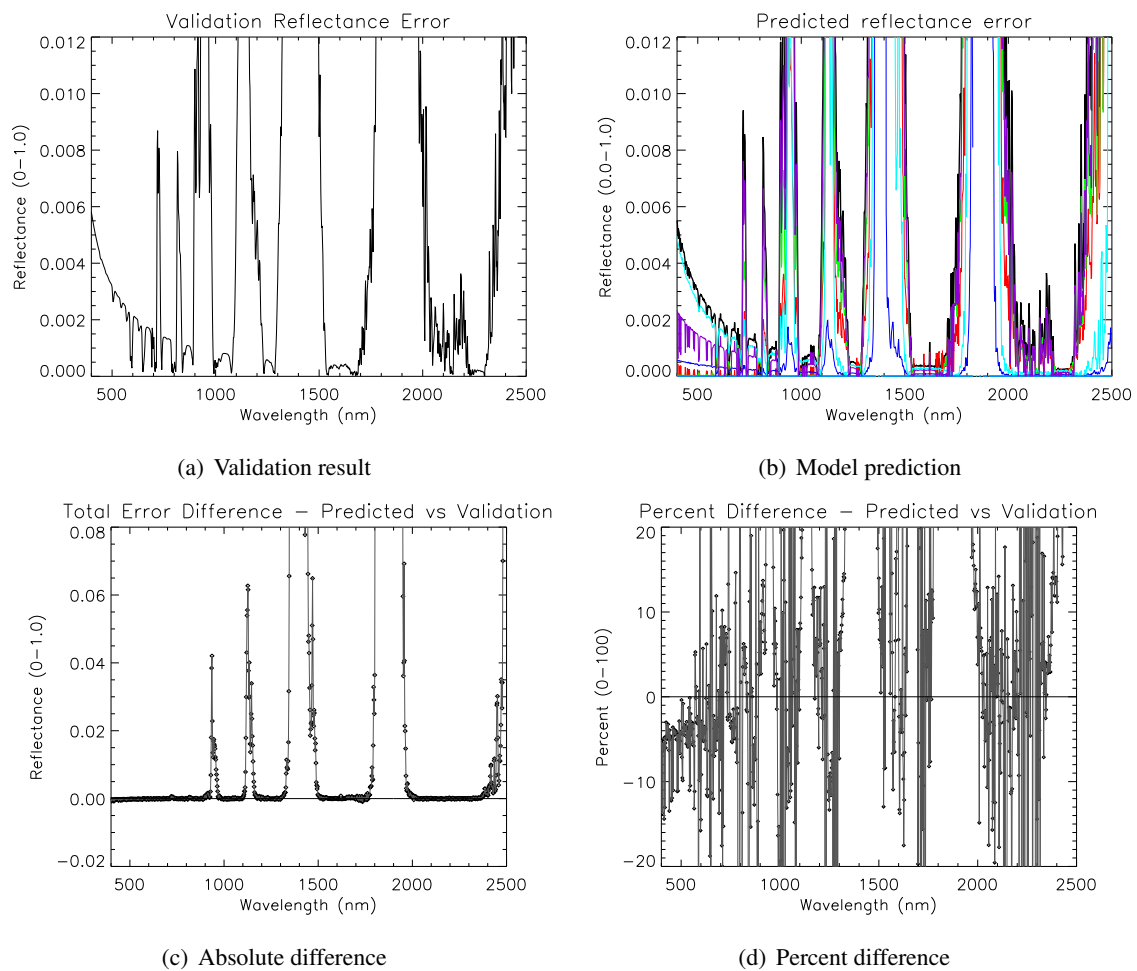 Validation Reflectance Error
0.012
0.010
0.008
0.006
0.004
0.002
0.000
Reflectance (0−1.0)
500 1000 1500 2000 2500
Wavelength (nm)
(a) Validation result
Predicted reflectance error
0.012
0.010
0.008
0.006
0.004
0.002
0.000
Reflectance (0.0−1.0)
500 1000 1500 2000 2500
Wavelength (nm)
(b) Model prediction
Total Error Difference − Predicted vs Validation
0.08
0.06
0.04
0.02
0.00
−0.02
Reflectance (0−1.0)
500 1000 1500 2000 2500
Wavelength (nm)
(c) Absolute difference
Percent Difference − Predicted vs Validation
20
10
0
−10
−20
Percent (0−100)
500 1000 1500 2000 2500
Wavelength (nm)
(d) Percent difference